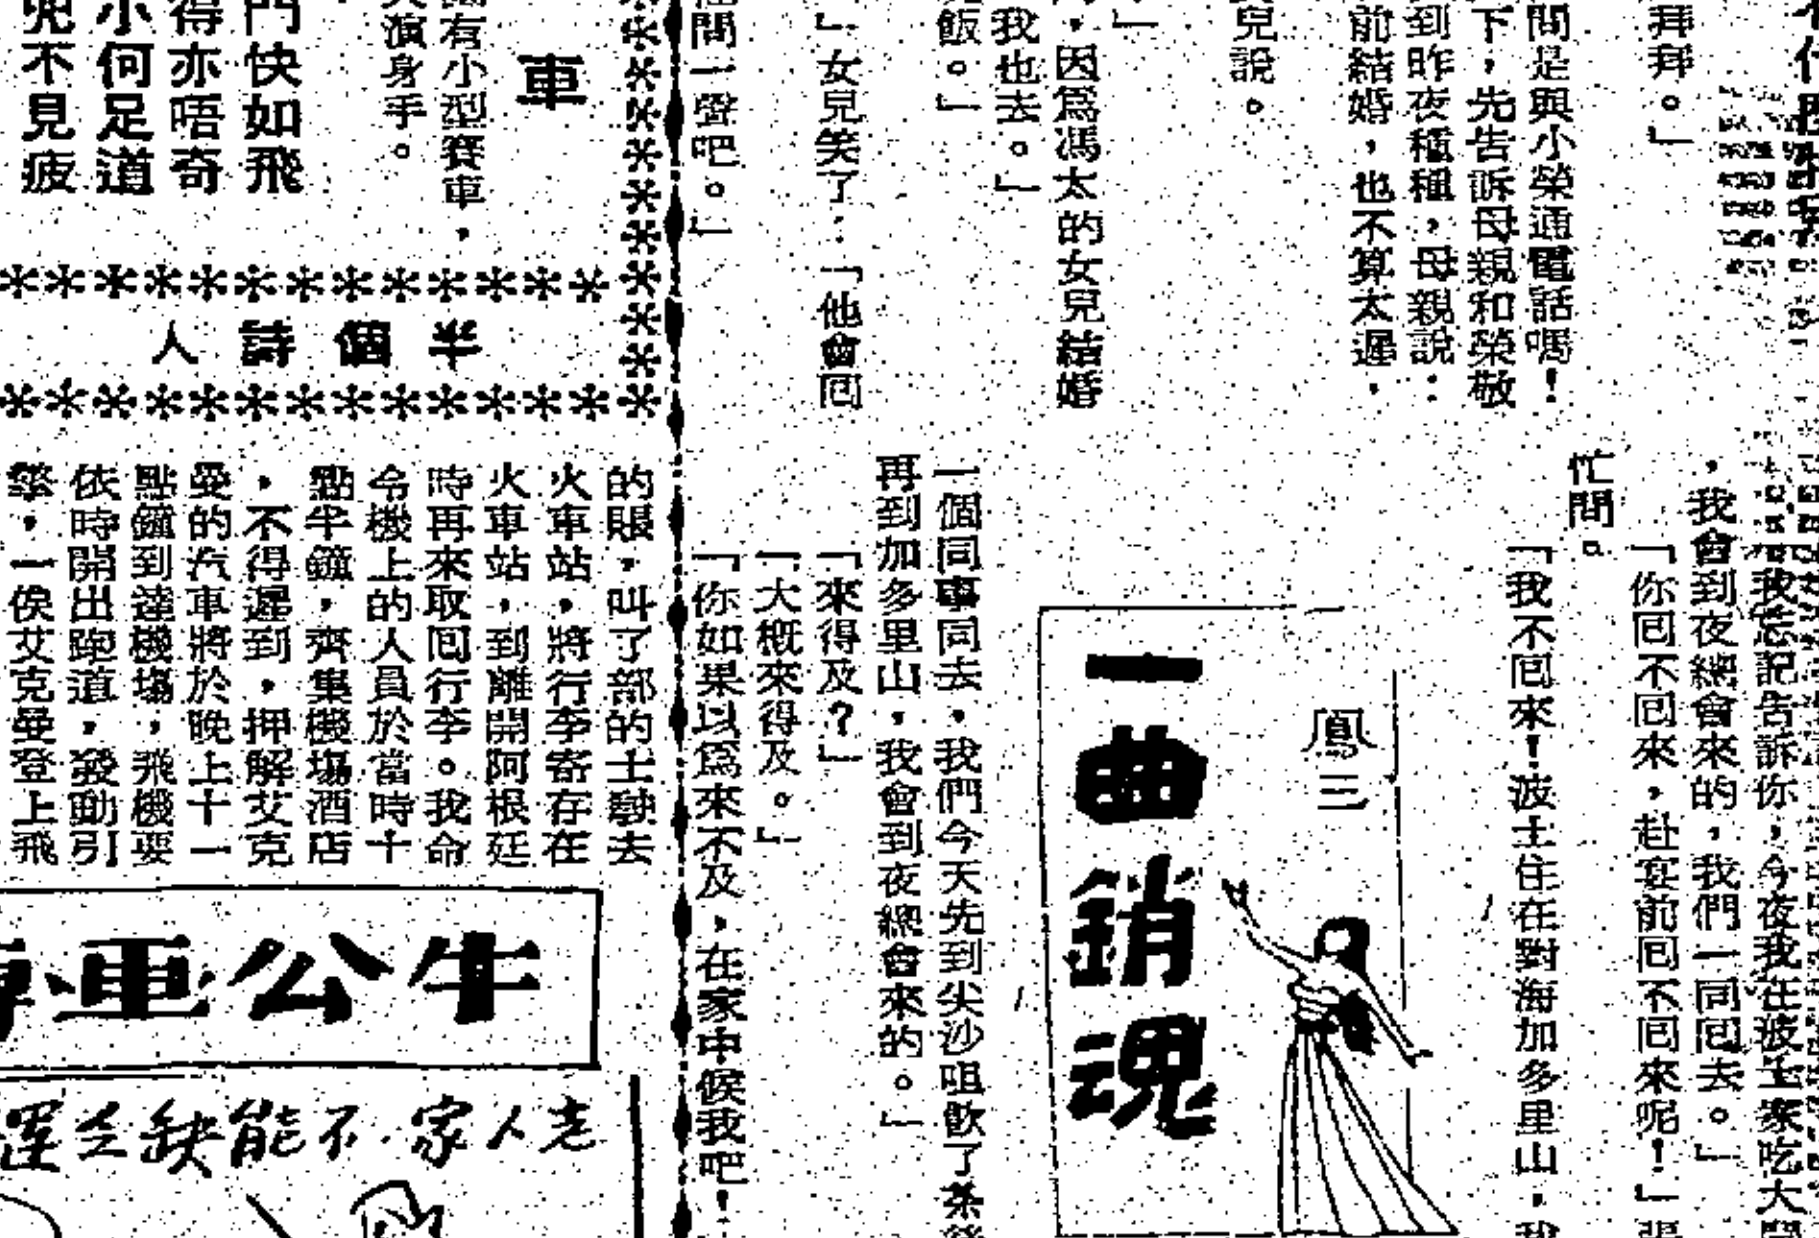 拜拜。」
問是與小榮通電話嗎！
下，先告訴母親和榮敬
到昨夜種種，母親說：
前結婚，也不算太遲，
兒說。
，因為馮太的女兒結婚
我也去。」
飯。」
」女兒笑了：「他會回
問一聲吧。」
我忘記告訴你，今夜我在波士家吃大
，我會到夜總會來的，我們一同回去。」
「你回不回來，赴宴前回不回來呢！」張
忙問。
「我不回來！波士住在對海加多里山，我
一曲銷魂
鳳三
一個同事同去，我們今天先到尖沙咀飲了茶後
再到加多里山，我會到夜總會來的。」
「來得及？」
「大概來得及。」
「你如果以為來不及，在家中候我吧！
車
有小型賽車，
演身手。
門快如飛
得亦唔奇
小何足道
兜不見疲
半個詩人
的賬，叫了部的士駛去
火車站，將行李寄存在
火車站，到離開阿根廷
時再來取回行李。我命
令機上的人員於當時十
點半鐘，齊集機場酒店
，不得遲到，押解艾克
曼的汽車將於晚上十一
點鐘到達機場，飛機要
依時開出跑道，發動引
擎，一俟艾克曼登上飛
牛公車
老人家不能缺乏運